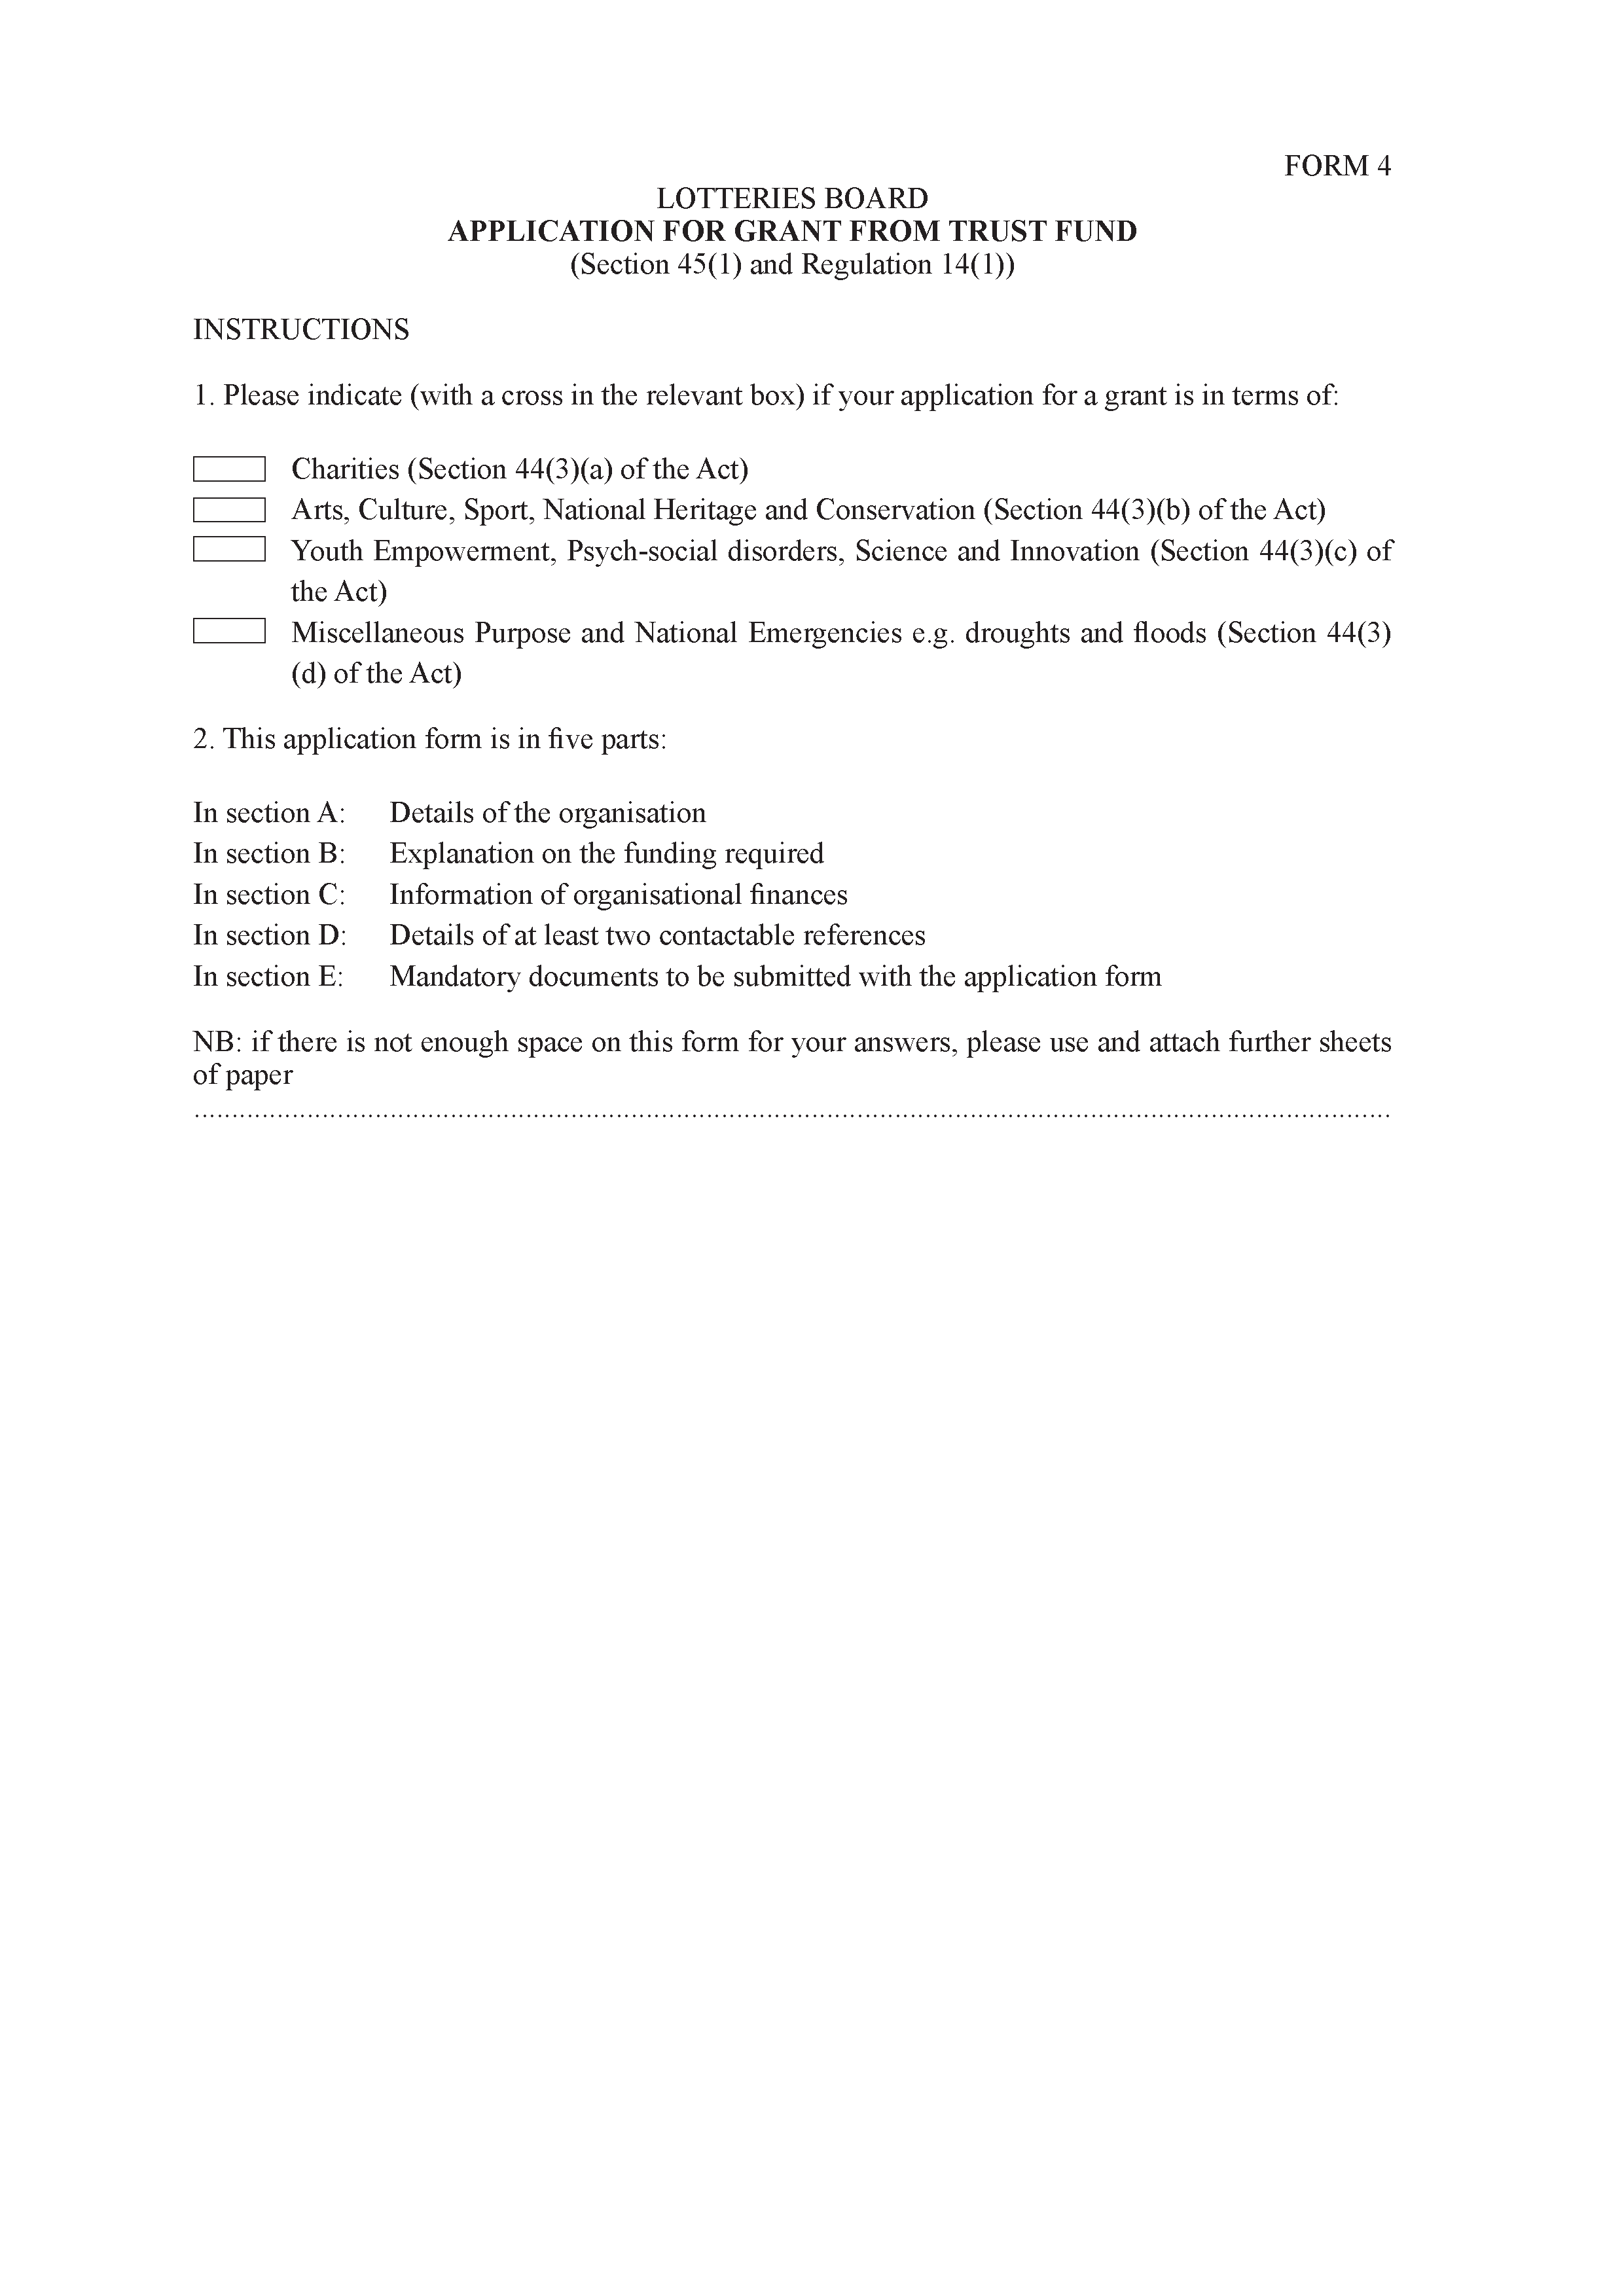 FORM 4
LOTTERIES BOARD
APPLICATION FOR GRANT FROM TRUST FUND
(Section 45(1) and Regulation 14(1))
INSTRUCTIONS
1. Please indicate (with a cross in the relevant box) if your application for a grant is in terms of:
Charities (Section 44(3)(a) of the Act)
Arts, Culture, Sport, National Heritage and Conservation (Section 44(3)(b) of the Act)
Youth Empowerment, Psych-social disorders, Science and Innovation (Section 44(3)(c) of
the Act)
Miscellaneous Purpose and National Emergencies e.g. droughts and floods (Section 44(3)
(d) of the Act)
2. This application form is in five parts:
In section A: Details of the organisation
In section B: Explanation on the funding required
In section C: Information of organisational finances
In section D: Details of at least two contactable references
In section E: Mandatory documents to be submitted with the application form
NB: if there is not enough space on this form for your answers, please use and attach further sheets
of paper
................................................................................................................................................................